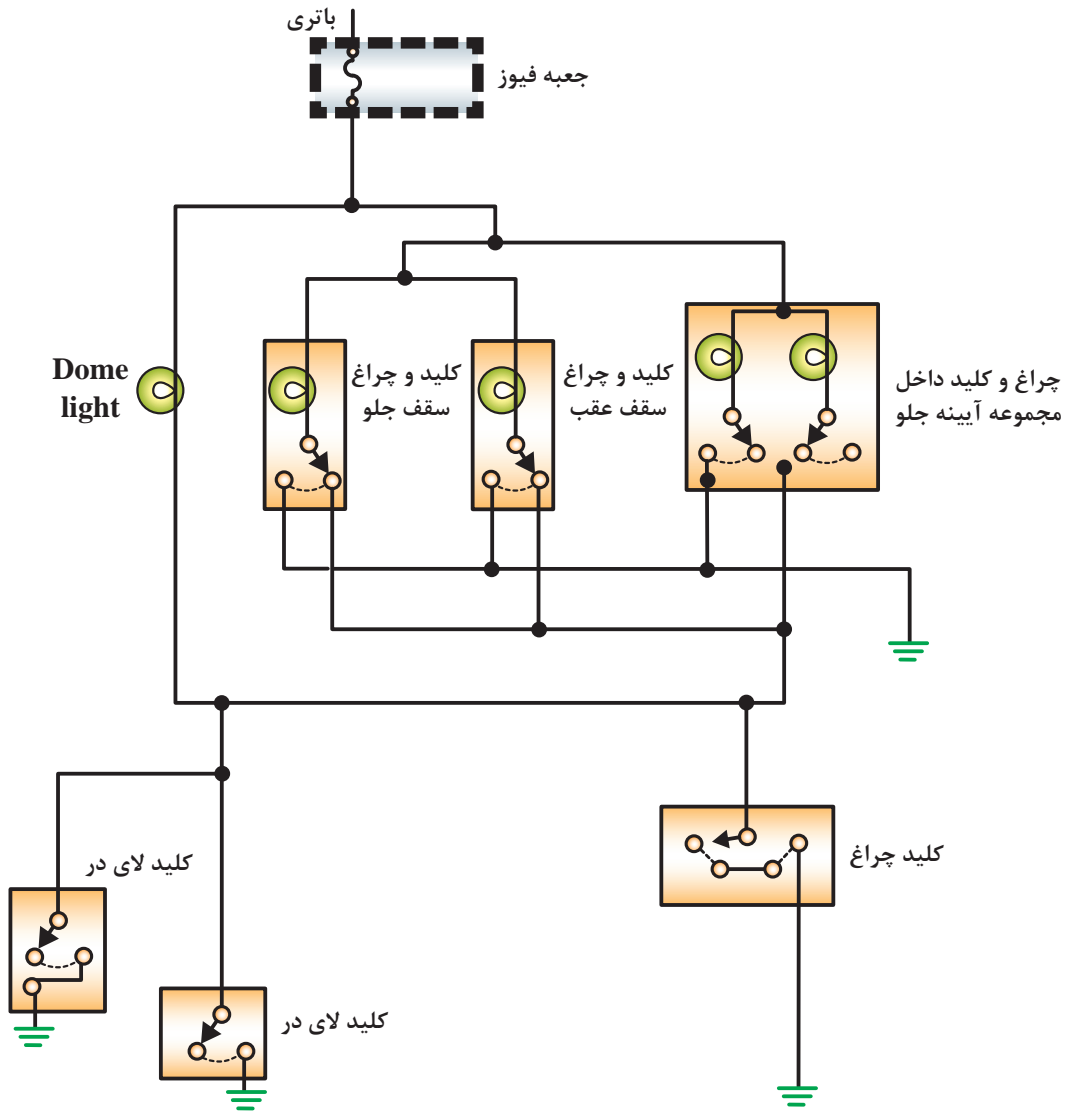 باتری
جعبه فیوز
Dome
light
کلید و چراغ
سقف جلو
کلید و چراغ
سقف عقب
چراغ و کلید داخل
مجموعه آیینه جلو
کلید لای در
کلید چراغ
کلید لای در